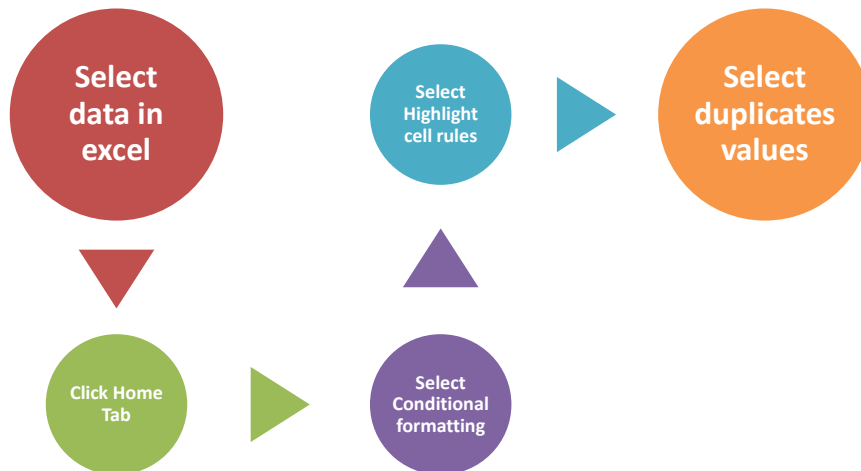 Select
data in
excel
Click Home
Tab
Select
Conditional
formatting
Select
Highlight
cell rules
Select
duplicates
values